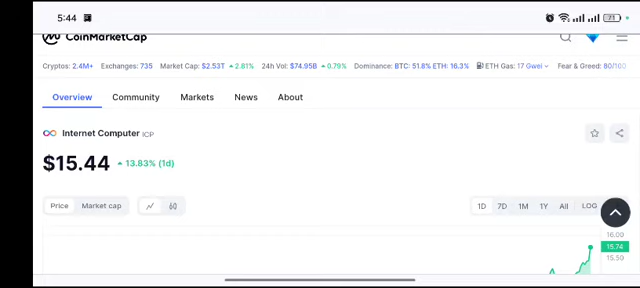 5:44
71
CoinMarketCap
Cryptos: 2.4M+ Exchanges: 735 Market Cap: $2.53T 2.81% 24h Vol: $74.95B 0.79% Dominance: BTC: 51.8% ETH: 16.3% ETH Gas: 17 Gwei Fear & Greed: 80/100
Overview Community Markets News About
Internet Computer ICP
$15.44 13.83% (1d)
Price Market cap 1D 7D 1M 1Y All LOG
16.00
15.74
15.50